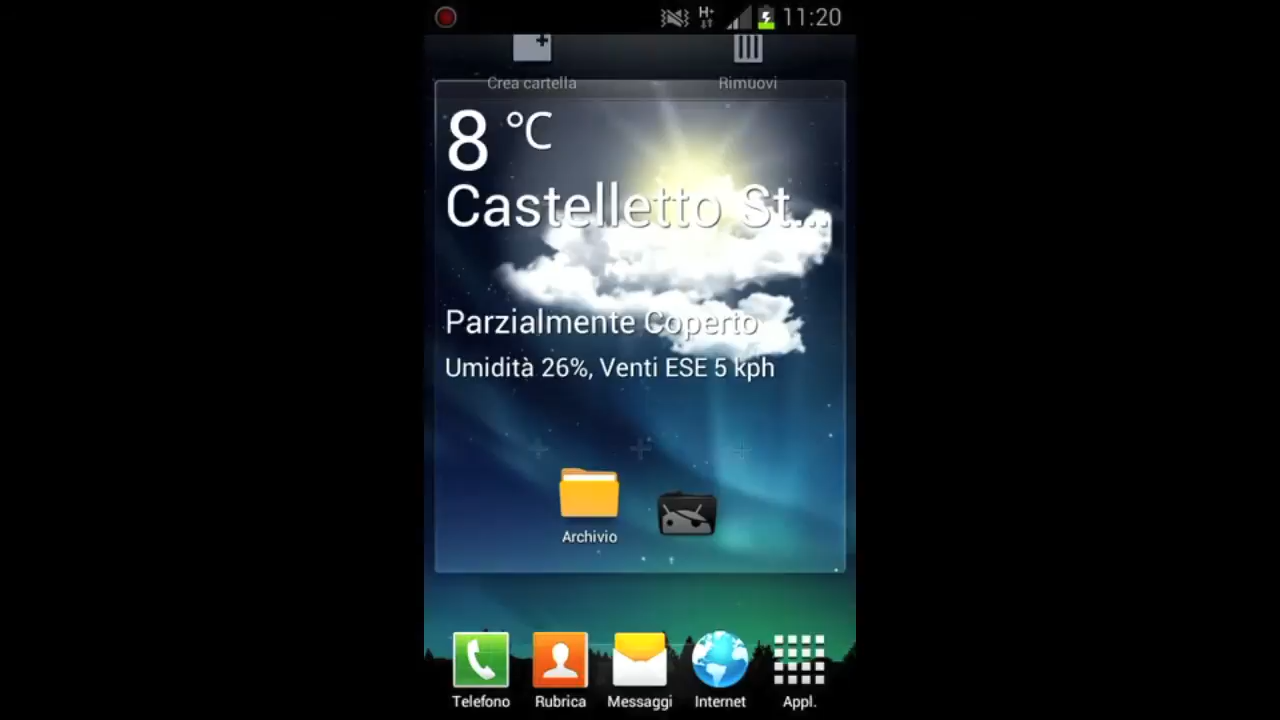 H+
11:20
Crea cartella
Rimuovi
8 °C
Castelletto St...
Parzialmente Coperto
Umidità 26%, Venti ESE 5 kph
Archivio
Telefono
Rubrica
Messaggi
Internet
Appl.